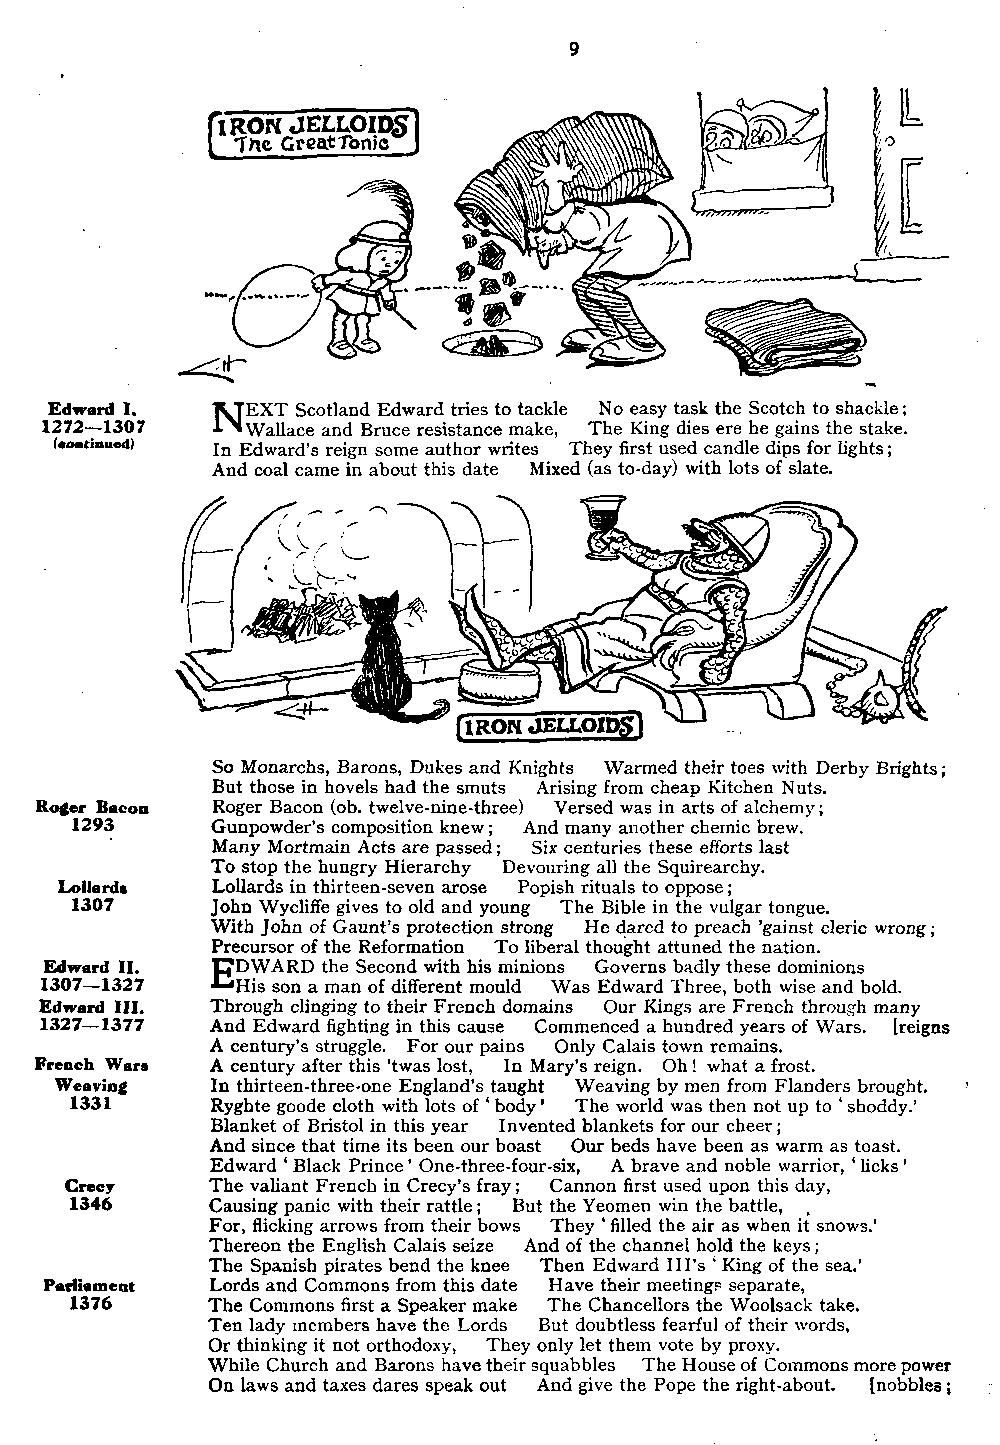 9
IRON JELLOIDS
The Great Tonic
Edward I.
1272—1307
(continued)
NEXT Scotland Edward tries to tackle No easy task the Scotch to shackle;
Wallace and Bruce resistance make, The King dies ere he gains the stake.
In Edward's reign some author writes They first used candle dips for lights;
And coal came in about this date Mixed (as to-day) with lots of slate.
IRON JELLOIDS
So Monarchs, Barons, Dukes and Knights Warmed their toes with Derby Brights;
But those in hovels had the smuts Arising from cheap Kitchen Nuts.
Roger Bacon
1293
Roger Bacon (ob. twelve-nine-three) Versed was in arts of alchemy;
Gunpowder's composition knew; And many another chemic brew.
Many Mortmain Acts are passed; Six centuries these efforts last
To stop the hungry Hierarchy Devouring all the Squirearchy.
Lollards
1307
Lollards in thirteen-seven arose Popish rituals to oppose;
John Wycliffe gives to old and young The Bible in the vulgar tongue.
With John of Gaunt's protection strong He dared to preach 'gainst cleric wrong;
Precursor of the Reformation To liberal thought attuned the nation.
Edward II.
1307—1327
EDWARD the Second with his minions Governs badly these dominions
His son a man of different mould Was Edward Three, both wise and bold.
Edward III.
1327—1377
Through clinging to their French domains Our Kings are French through many
And Edward fighting in this cause Commenced a hundred years of Wars. [reigns
A century's struggle. For our pains Only Calais town remains.
French Wars
A century after this 'twas lost, In Mary's reign. Oh! what a frost.
Weaving
1331
In thirteen-three-one England's taught Weaving by men from Flanders brought.
Ryghte goode cloth with lots of 'body' The world was then not up to 'shoddy.'
Blanket of Bristol in this year Invented blankets for our cheer;
And since that time its been our boast Our beds have been as warm as toast.
Edward 'Black Prince' One-three-four-six, A brave and noble warrior, 'licks'
Crecy
1346
The valiant French in Crecy's fray; Cannon first used upon this day,
Causing panic with their rattle; But the Yeomen win the battle,
For, flicking arrows from their bows They 'filled the air as when it snows.'
Thereon the English Calais seize And of the channel hold the keys;
The Spanish pirates bend the knee Then Edward III's 'King of the sea.'
Parliament
1376
Lords and Commons from this date Have their meetings separate,
The Commons first a Speaker make The Chancellors the Woolsack take.
Ten lady members have the Lords But doubtless fearful of their words,
Or thinking it not orthodoxy, They only let them vote by proxy.
While Church and Barons have their squabbles The House of Commons more power
On laws and taxes dares speak out And give the Pope the right-about. [nobbles;